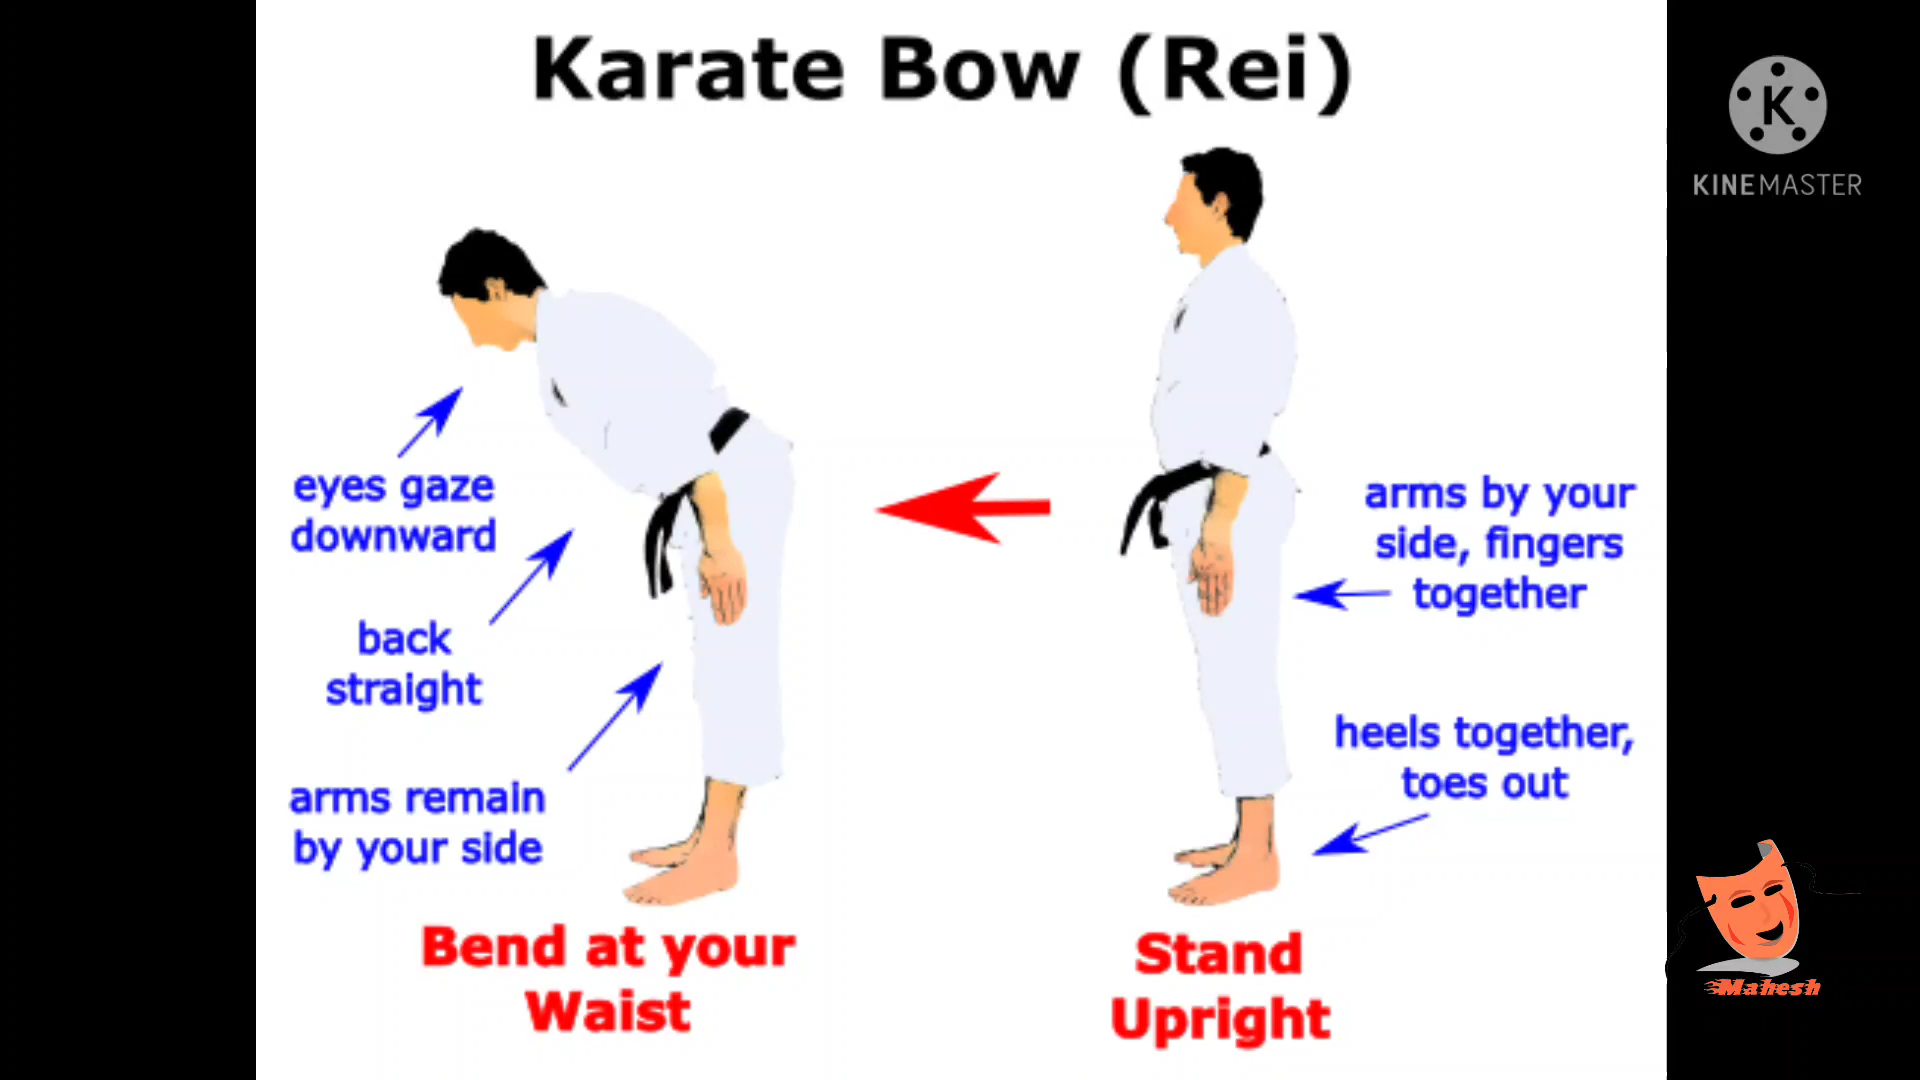 Karate Bow (Rei)
K
KINEMASTER
eyes gaze
downward
back
straight
arms remain
by your side
Bend at your
Waist
arms by your
side, fingers
together
heels together,
toes out
Stand
Upright
Mahesh